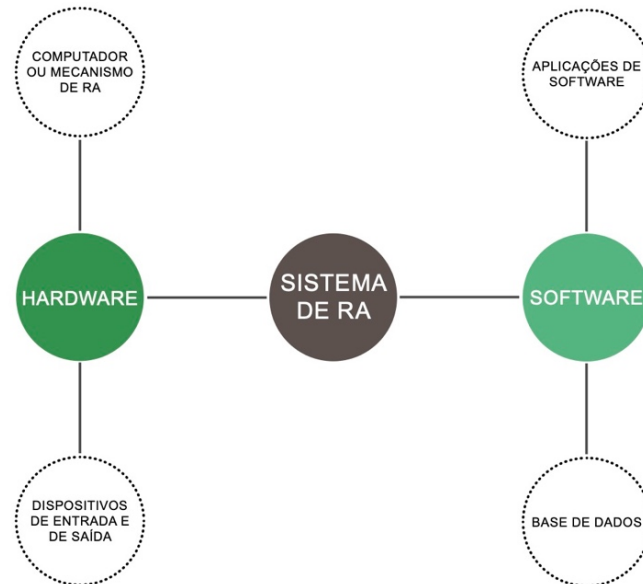 COMPUTADOR
OU MECANISMO
DE RA
APLICAÇÕES DE
SOFTWARE
HARDWARE
SISTEMA
DE RA
SOFTWARE
DISPOSITIVOS
DE ENTRADA E
DE SAÍDA
BASE DE DADOS